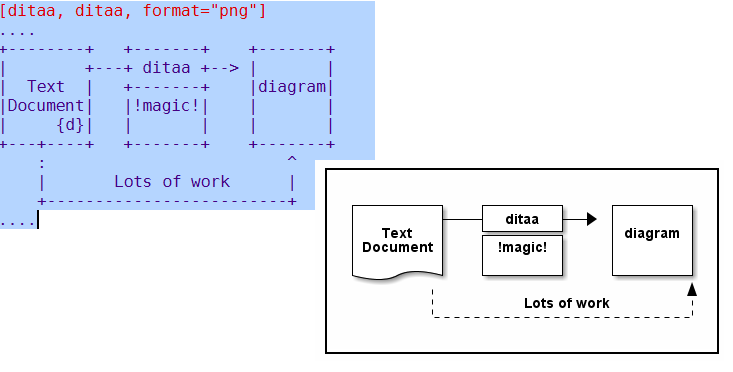 [ditaa, ditaa, format="png"]
....
+--------+   +-------+    +-------+
|        +---+ ditaa +--> |       |
|  Text  |   +-------+    |diagram|
|Document|   |!magic!|    |       |
|     {d}|   |       |    |       |
+---+----+   +-------+    +-------+
    :                         ^
    |       Lots of work      |
    +-------------------------+
....
ditaa
Text
Document
!magic!
diagram
Lots of work